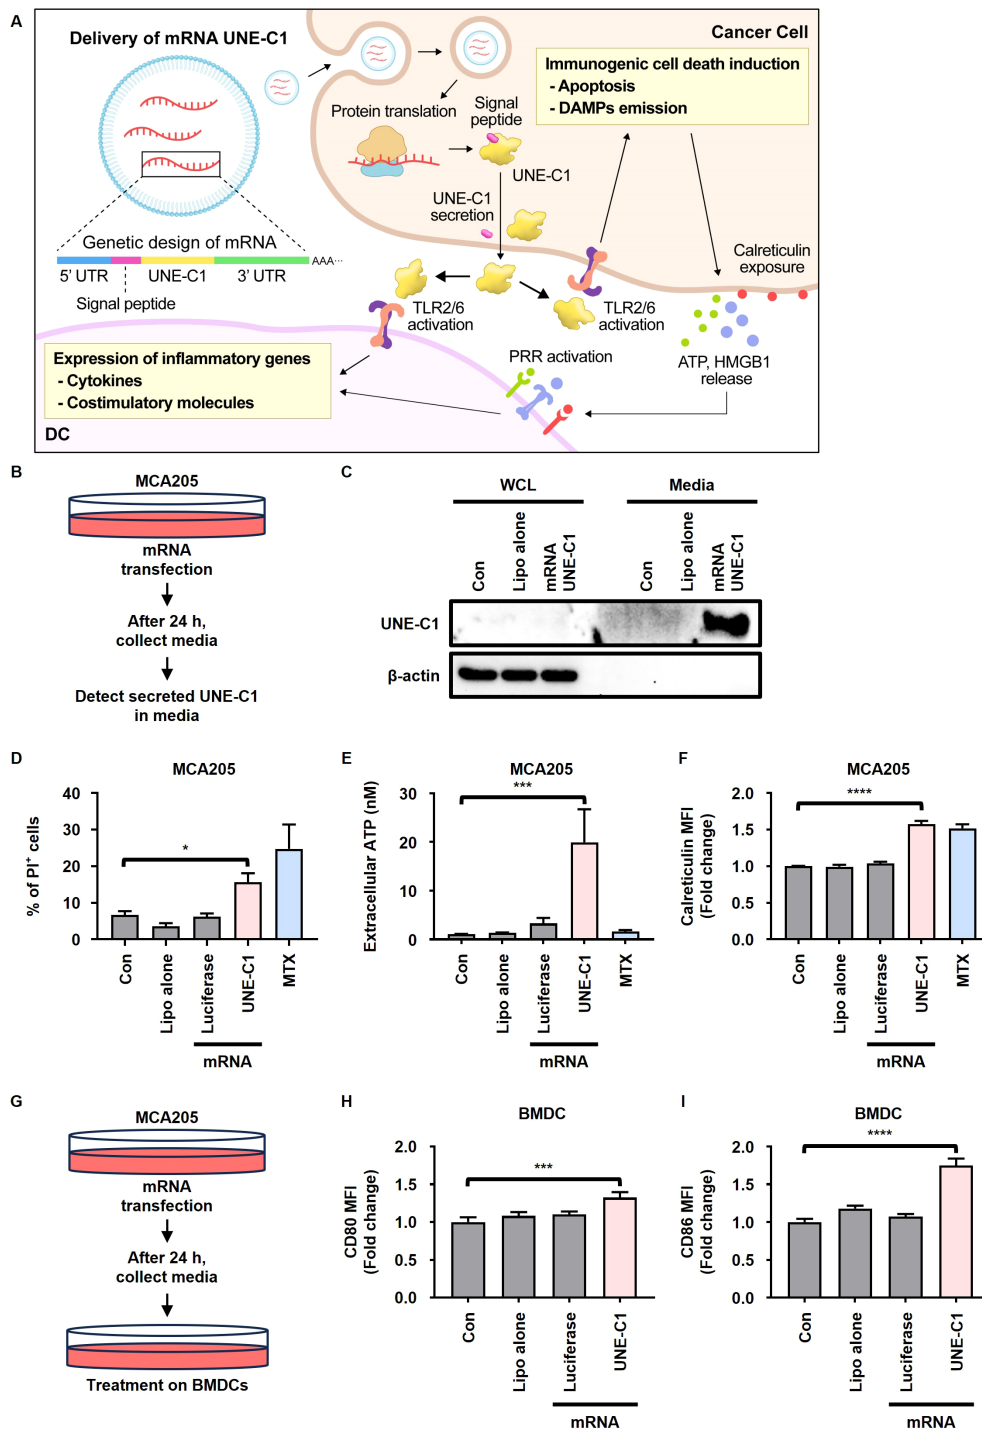 A
Delivery of mRNA UNE-C1
Cancer Cell
Immunogenic cell death induction
- Apoptosis
- DAMPs emission
Protein translation
Signal
peptide
UNE-C1
UNE-C1
secretion
Genetic design of mRNA
AAA···
5' UTR
UNE-C1
3' UTR
Signal peptide
Calreticulin
exposure
TLR2/6
activation
TLR2/6
activation
ATP, HMGB1
release
PRR activation
Expression of inflammatory genes
- Cytokines
- Costimulatory molecules
DC
B
MCA205
mRNA
transfection
After 24 h,
collect media
Detect secreted UNE-C1
in media
C
WCL
Media
Con
Lipo alone
mRNA
UNE-C1
Con
Lipo alone
mRNA
UNE-C1
UNE-C1
β-actin
D
MCA205
% of PI⁺ cells
40
30
20
10
0
*
Con
Lipo alone
Luciferase
UNE-C1
MTX
mRNA
E
MCA205
Extracellular ATP (nM)
30
20
10
0
***
Con
Lipo alone
Luciferase
UNE-C1
MTX
mRNA
F
MCA205
Calreticulin MFI
(Fold change)
2.0
1.5
1.0
0.5
0.0
****
Con
Lipo alone
Luciferase
UNE-C1
MTX
mRNA
G
MCA205
mRNA
transfection
After 24 h,
collect media
Treatment on BMDCs
H
BMDC
CD80 MFI
(Fold change)
2.0
1.5
1.0
0.5
0.0
***
Con
Lipo alone
Luciferase
UNE-C1
mRNA
I
BMDC
CD86 MFI
(Fold change)
2.0
1.5
1.0
0.5
0.0
****
Con
Lipo alone
Luciferase
UNE-C1
mRNA